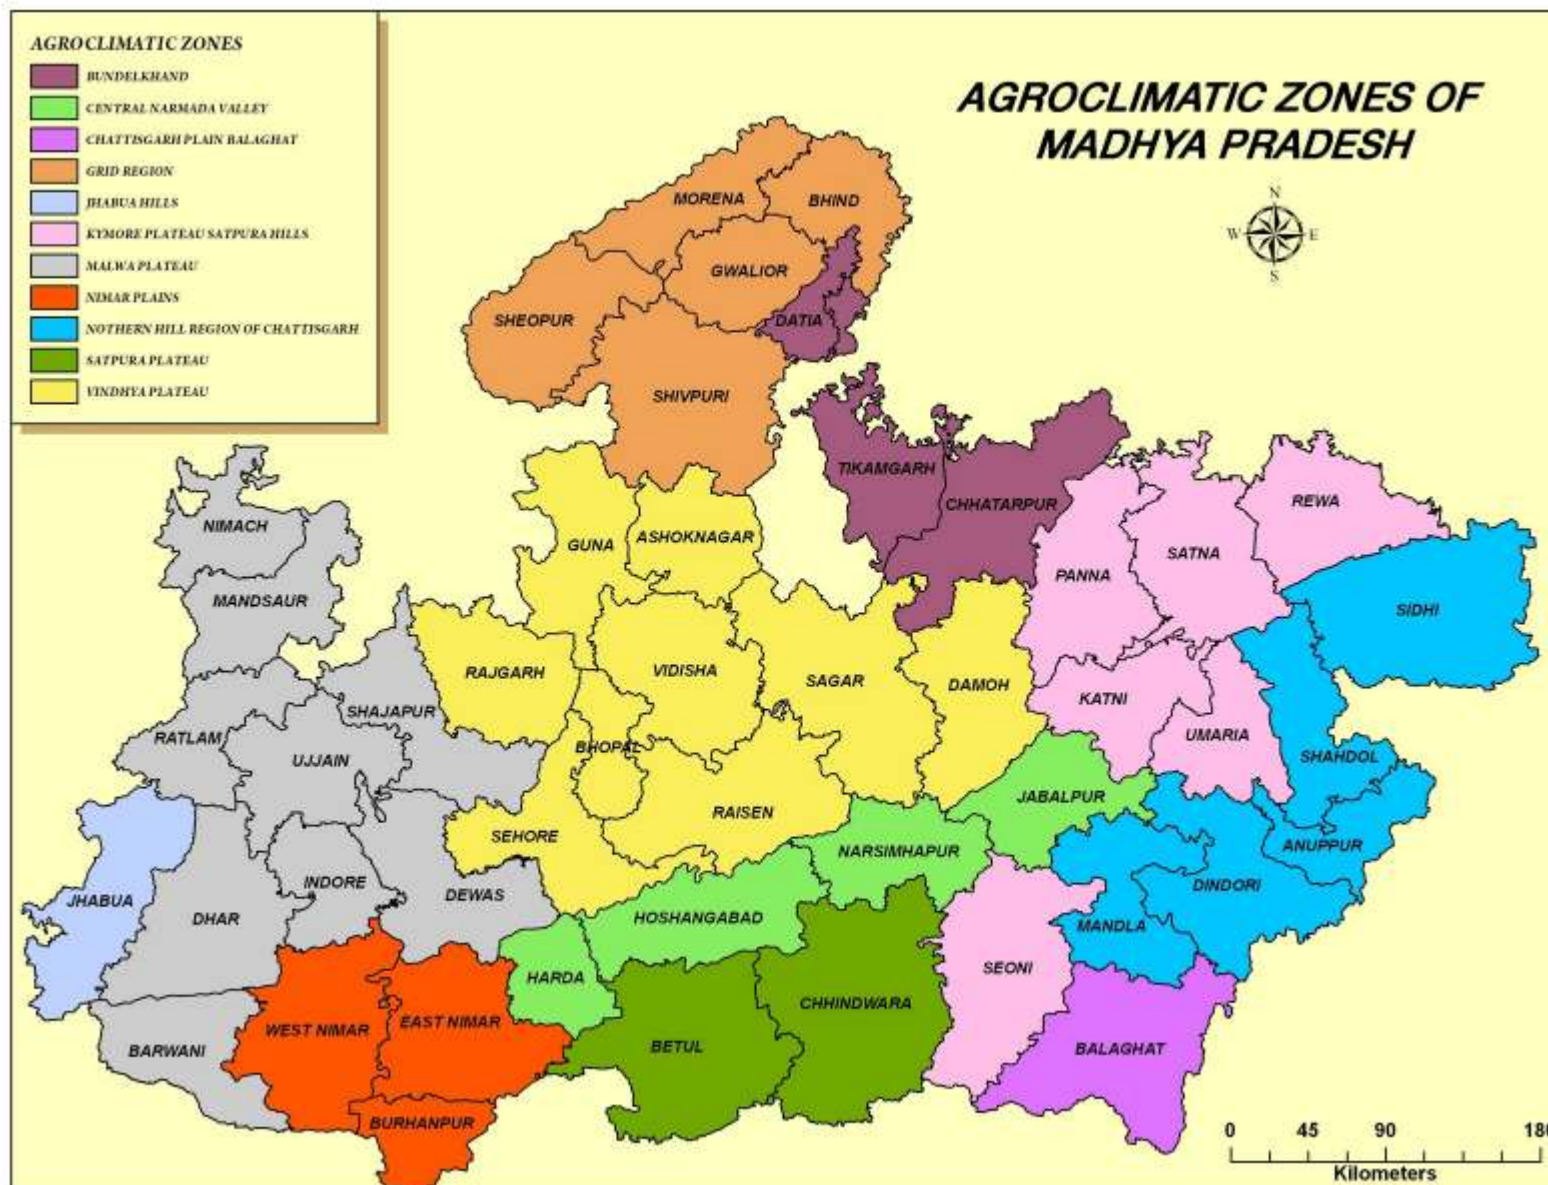 AGROCLIMATIC ZONES
BUNDELKHAND
CENTRAL NARMADA VALLEY
CHATTISGARH PLAIN BALAGHAT
GRID REGION
JHABUA HILLS
KYMORE PLATEAU SATPURA HILLS
MALWA PLATEAU
NIMAR PLAINS
NOTHERN HILL REGION OF CHATTISGARH
SATPURA PLATEAU
VINDHYA PLATEAU
AGROCLIMATIC ZONES OF
MADHYA PRADESH
N
W E
S
MORENA
BHIND
GWALIOR
SHEOPUR
DATIA
SHIVPURI
TIKAMGARH
CHHATARPUR
REWA
NIMACH
GUNA
ASHOKNAGAR
PANNA
SATNA
MANDSAUR
SIDHI
RAJGARH
VIDISHA
SAGAR
DAMOH
KATNI
SHAJAPUR
RATLAM
UJJAIN
BHOPAL
UMARIA
SHAHDOL
JABALPUR
RAISEN
SEHORE
NARSIMHAPUR
ANUPPUR
INDORE
DEWAS
DINDORI
JHABUA
DHAR
HOSHANGABAD
MANDLA
HARDA
SEONI
CHHINDWARA
WEST NIMAR
EAST NIMAR
BETUL
BARWANI
BALAGHAT
BURHANPUR
0 45 90 180
Kilometers